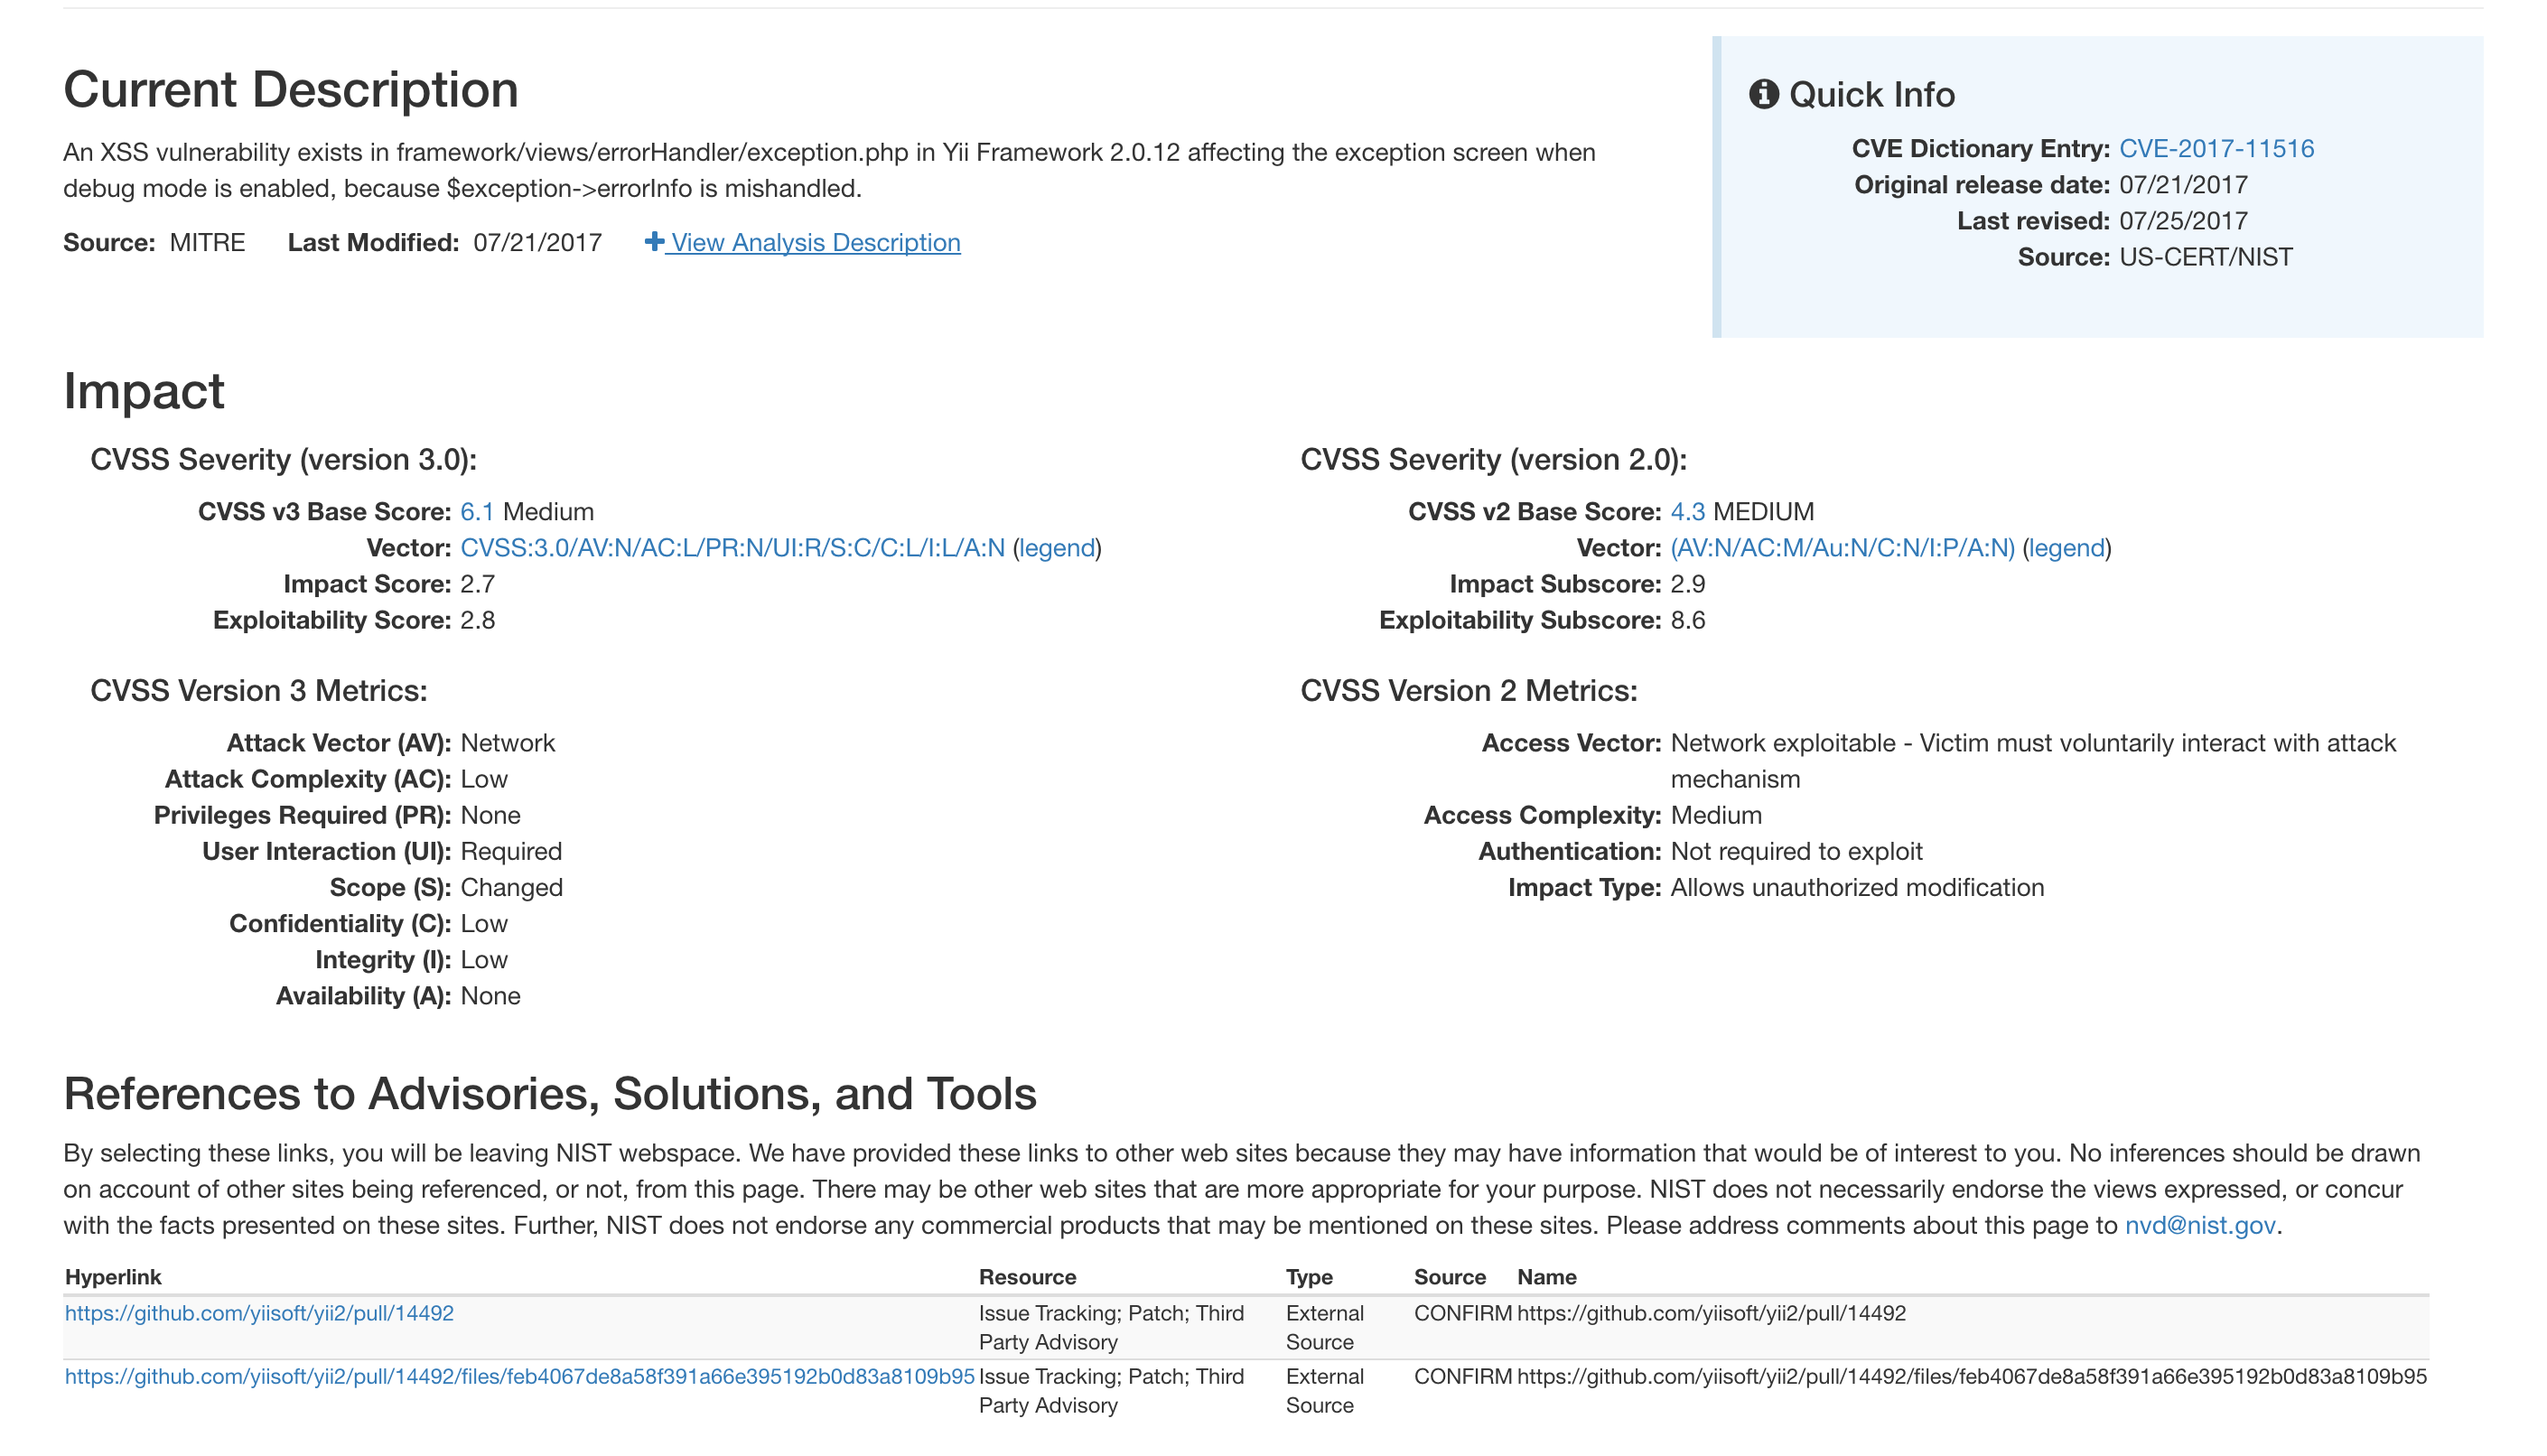 Current Description
An XSS vulnerability exists in framework/views/errorHandler/exception.php in Yii Framework 2.0.12 affecting the exception screen when
debug mode is enabled, because $exception->errorInfo is mishandled.
Source: MITRE Last Modified: 07/21/2017 View Analysis Description
Quick Info
CVE Dictionary Entry: CVE-2017-11516
Original release date: 07/21/2017
Last revised: 07/25/2017
Source: US-CERT/NIST
Impact
CVSS Severity (version 3.0):
CVSS v3 Base Score: 6.1 Medium
Vector: CVSS:3.0/AV:N/AC:L/PR:N/UI:R/S:C/C:L/I:L/A:N (legend)
Impact Score: 2.7
Exploitability Score: 2.8
CVSS Severity (version 2.0):
CVSS v2 Base Score: 4.3 MEDIUM
Vector: (AV:N/AC:M/Au:N/C:N/I:P/A:N) (legend)
Impact Subscore: 2.9
Exploitability Subscore: 8.6
CVSS Version 3 Metrics:
Attack Vector (AV): Network
Attack Complexity (AC): Low
Privileges Required (PR): None
User Interaction (UI): Required
Scope (S): Changed
Confidentiality (C): Low
Integrity (I): Low
Availability (A): None
CVSS Version 2 Metrics:
Access Vector: Network exploitable - Victim must voluntarily interact with attack
mechanism
Access Complexity: Medium
Authentication: Not required to exploit
Impact Type: Allows unauthorized modification
References to Advisories, Solutions, and Tools
By selecting these links, you will be leaving NIST webspace. We have provided these links to other web sites because they may have information that would be of interest to you. No inferences should be drawn
on account of other sites being referenced, or not, from this page. There may be other web sites that are more appropriate for your purpose. NIST does not necessarily endorse the views expressed, or concur
with the facts presented on these sites. Further, NIST does not endorse any commercial products that may be mentioned on these sites. Please address comments about this page to nvd@nist.gov.
Hyperlink Resource Type Source Name
https://github.com/yiisoft/yii2/pull/14492 Issue Tracking; Patch; Third External CONFIRM https://github.com/yiisoft/yii2/pull/14492
Party Advisory Source
https://github.com/yiisoft/yii2/pull/14492/files/feb4067de8a58f391a66e395192b0d83a8109b95 Issue Tracking; Patch; Third External CONFIRM https://github.com/yiisoft/yii2/pull/14492/files/feb4067de8a58f391a66e395192b0d83a8109b95
Party Advisory Source